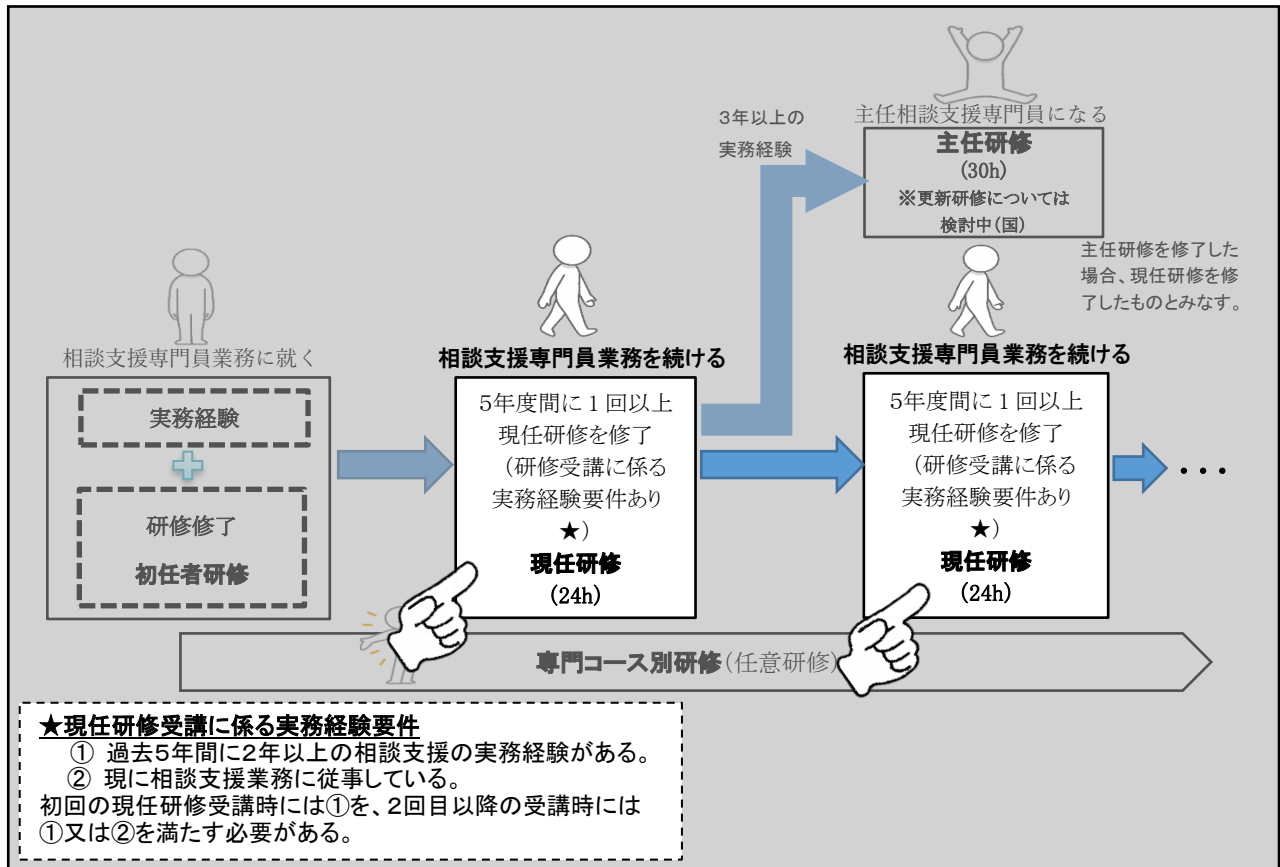 3年以上の
実務経験
主任相談支援専門員になる
主任研修
(30h)
※更新研修については
検討中(国)
主任研修を修了した
場合、現任研修を修
了したものとみなす。
相談支援専門員業務に就く
実務経験
研修修了
初任者研修
相談支援専門員業務を続ける
5年度間に1回以上
現任研修を修了
(研修受講に係る
実務経験要件あり
★)
現任研修
(24h)
相談支援専門員業務を続ける
5年度間に1回以上
現任研修を修了
(研修受講に係る
実務経験要件あり
★)
現任研修
(24h)
・・・
専門コース別研修(任意研修)
★現任研修受講に係る実務経験要件
① 過去5年間に2年以上の相談支援の実務経験がある。
② 現に相談支援業務に従事している。
初回の現任研修受講時には①を、2回目以降の受講時には
①又は②を満たす必要がある。